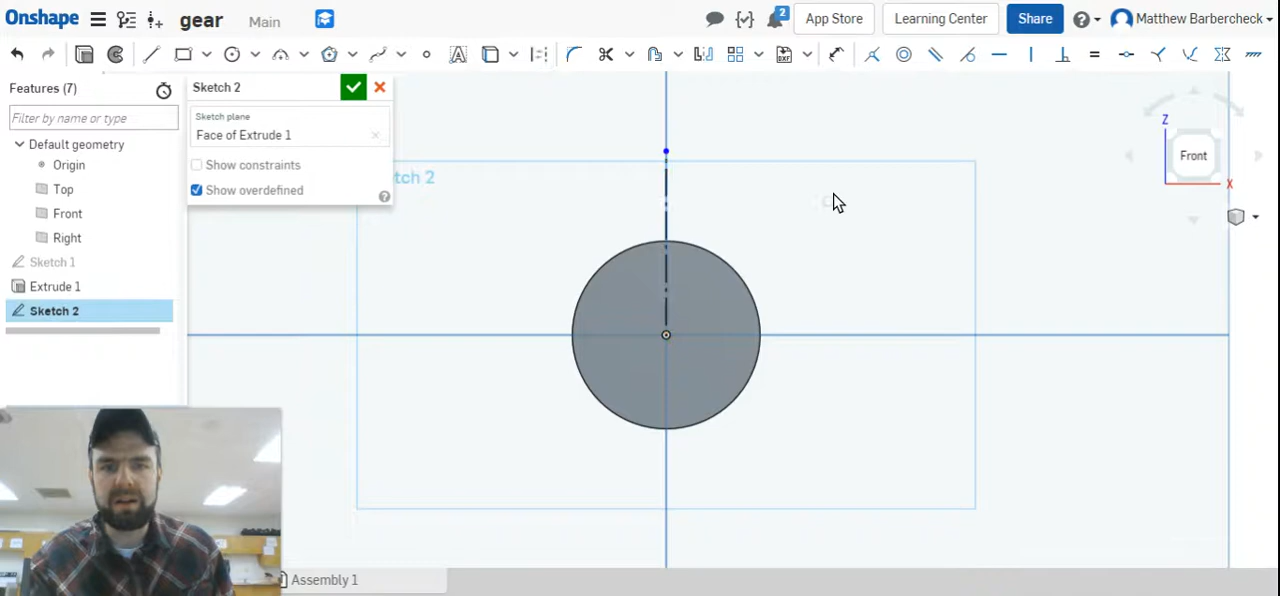 Onshape gear Main 2 App Store Learning Center Share Matthew Barbercheck
Features (7)
Filter by name or type
Default geometry
Origin
Top
Front
Right
Sketch 1
Extrude 1
Sketch 2
Sketch 2
Sketch plane
Face of Extrude 1
Show constraints
Show overdefined
tch 2
Z
Front
X
Assembly 1